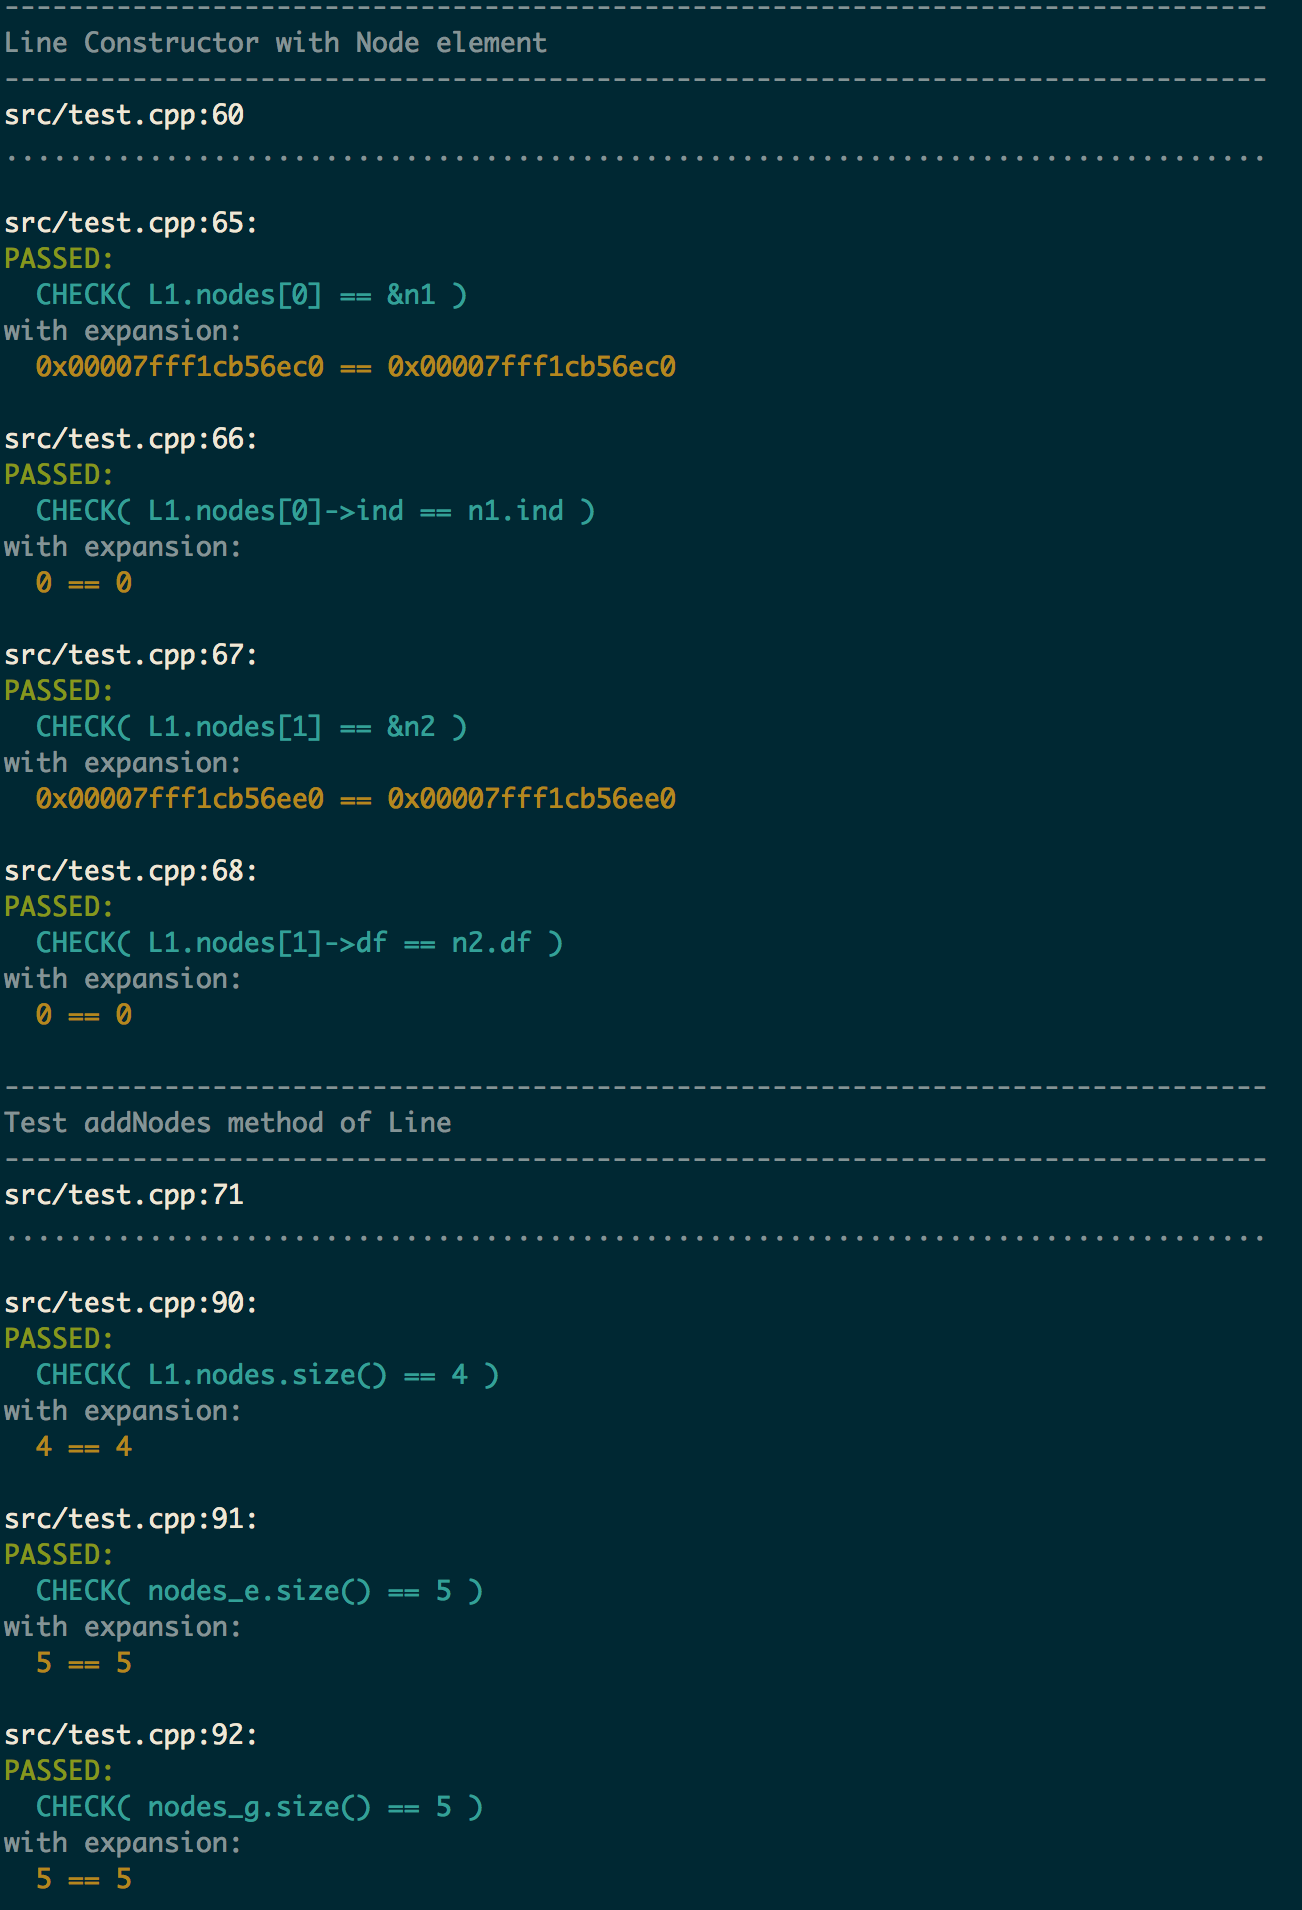 -------------------------------------------------------------------------------
Line Constructor with Node element
-------------------------------------------------------------------------------
src/test.cpp:60
...............................................................................
src/test.cpp:65:
PASSED:
CHECK( L1.nodes[0] == &n1 )
with expansion:
0x00007fff1cb56ec0 == 0x00007fff1cb56ec0
src/test.cpp:66:
PASSED:
CHECK( L1.nodes[0]->ind == n1.ind )
with expansion:
0 == 0
src/test.cpp:67:
PASSED:
CHECK( L1.nodes[1] == &n2 )
with expansion:
0x00007fff1cb56ee0 == 0x00007fff1cb56ee0
src/test.cpp:68:
PASSED:
CHECK( L1.nodes[1]->df == n2.df )
with expansion:
0 == 0
-------------------------------------------------------------------------------
Test addNodes method of Line
-------------------------------------------------------------------------------
src/test.cpp:71
...............................................................................
src/test.cpp:90:
PASSED:
CHECK( L1.nodes.size() == 4 )
with expansion:
4 == 4
src/test.cpp:91:
PASSED:
CHECK( nodes_e.size() == 5 )
with expansion:
5 == 5
src/test.cpp:92:
PASSED:
CHECK( nodes_g.size() == 5 )
with expansion:
5 == 5